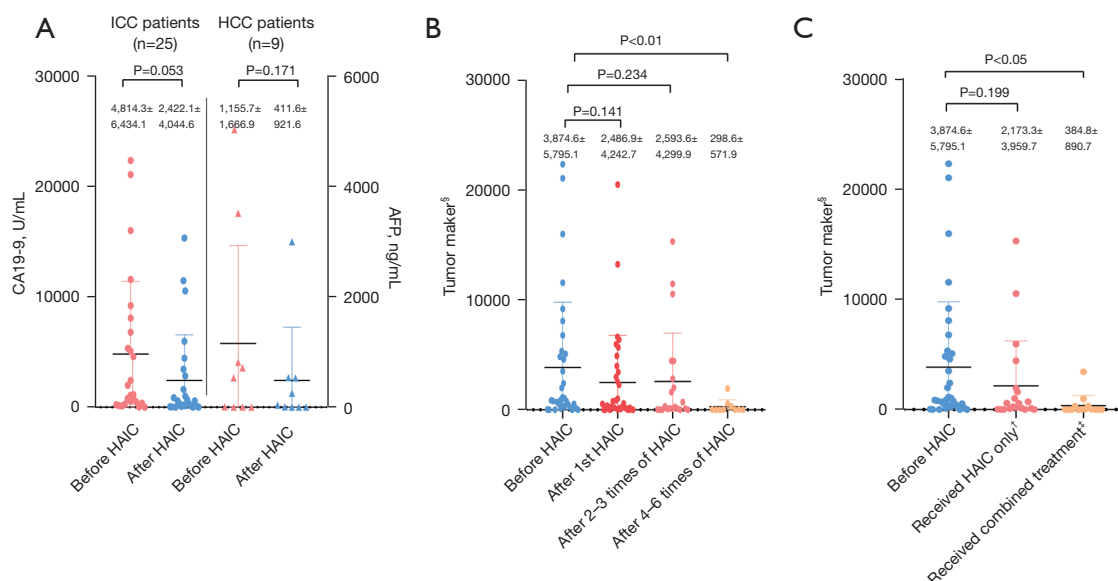 A
ICC patients
(n=25)
HCC patients
(n=9)
P=0.053
P=0.171
4,814.3±
6,434.1
2,422.1±
4,044.6
1,155.7±
1,666.9
411.6±
921.6
CA19-9, U/mL
30000
20000
10000
0
AFP, ng/mL
6000
4000
2000
0
Before HAIC
After HAIC
Before HAIC
After HAIC
B
P<0.01
P=0.234
P=0.141
3,874.6±
5,795.1
2,486.9±
4,242.7
2,593.6±
4,299.9
298.6±
571.9
Tumor maker§
30000
20000
10000
0
Before HAIC
After 1st HAIC
After 2–3 times of HAIC
After 4–6 times of HAIC
C
P<0.05
P=0.199
3,874.6±
5,795.1
2,173.3±
3,959.7
384.8±
890.7
Tumor maker§
30000
20000
10000
0
Before HAIC
Received HAIC only†
Received combined treatment‡